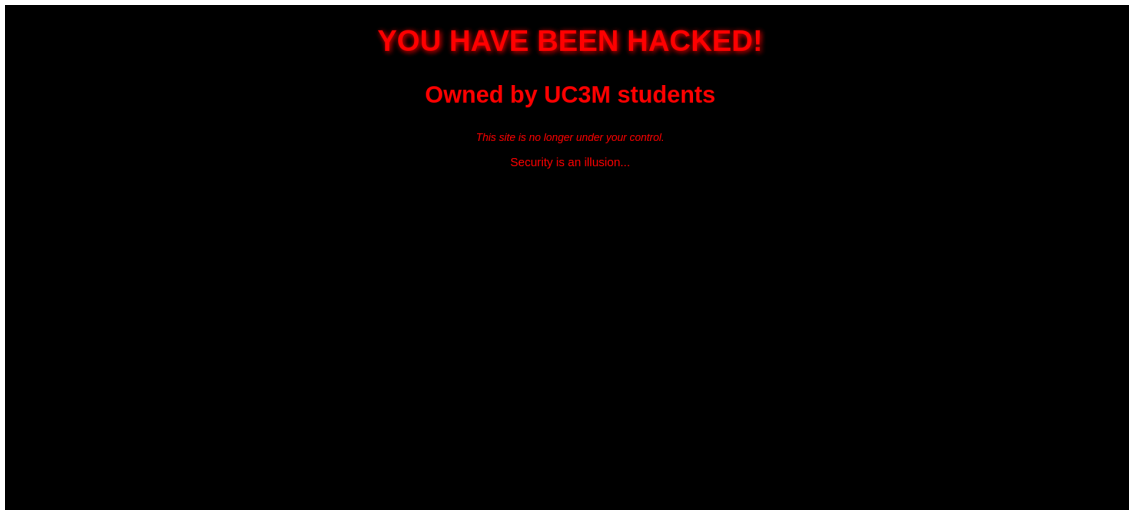 YOU HAVE BEEN HACKED!
Owned by UC3M students
This site is no longer under your control.
Security is an illusion...